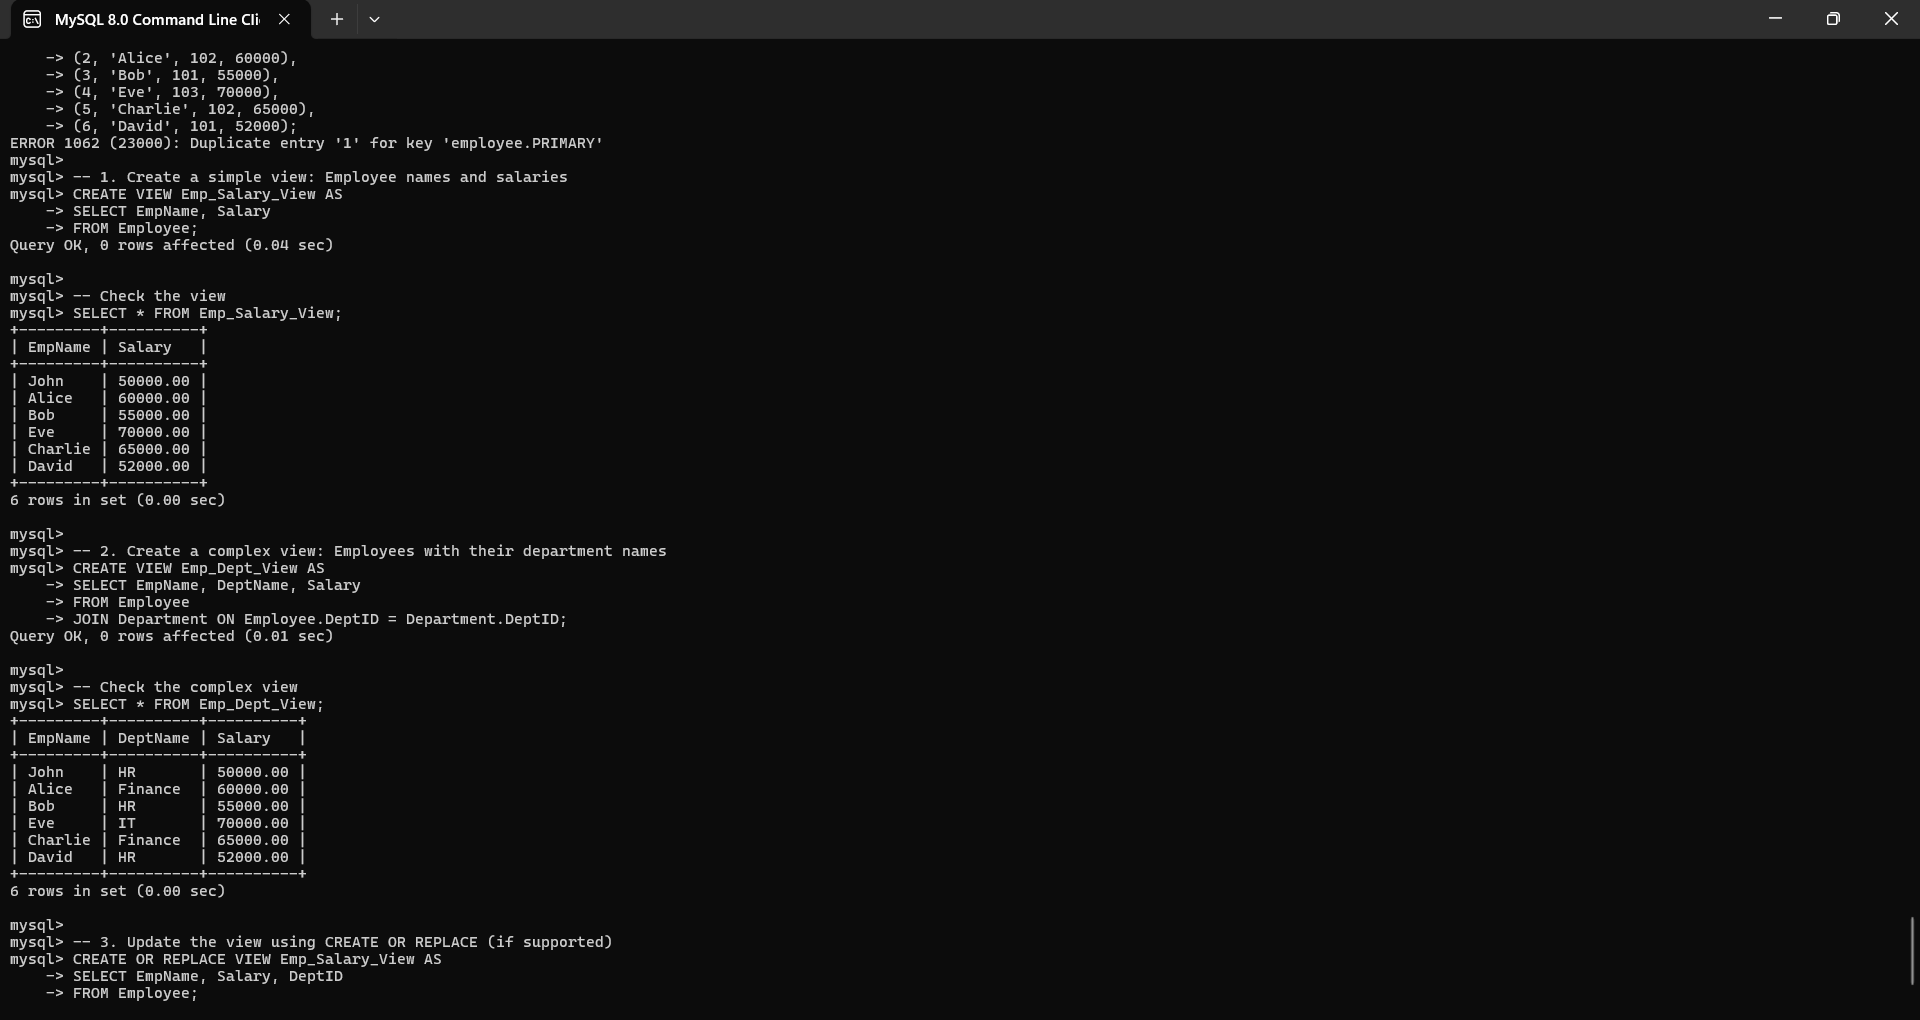 MySQL 8.0 Command Line Cli
    -> (2, 'Alice', 102, 60000),
    -> (3, 'Bob', 101, 55000),
    -> (4, 'Eve', 103, 70000),
    -> (5, 'Charlie', 102, 65000),
    -> (6, 'David', 101, 52000);
ERROR 1062 (23000): Duplicate entry '1' for key 'employee.PRIMARY'
mysql>
mysql> -- 1. Create a simple view: Employee names and salaries
mysql> CREATE VIEW Emp_Salary_View AS
    -> SELECT EmpName, Salary
    -> FROM Employee;
Query OK, 0 rows affected (0.04 sec)

mysql>
mysql> -- Check the view
mysql> SELECT * FROM Emp_Salary_View;
+---------+----------+
| EmpName | Salary   |
+---------+----------+
| John    | 50000.00 |
| Alice   | 60000.00 |
| Bob     | 55000.00 |
| Eve     | 70000.00 |
| Charlie | 65000.00 |
| David   | 52000.00 |
+---------+----------+
6 rows in set (0.00 sec)

mysql>
mysql> -- 2. Create a complex view: Employees with their department names
mysql> CREATE VIEW Emp_Dept_View AS
    -> SELECT EmpName, DeptName, Salary
    -> FROM Employee
    -> JOIN Department ON Employee.DeptID = Department.DeptID;
Query OK, 0 rows affected (0.01 sec)

mysql>
mysql> -- Check the complex view
mysql> SELECT * FROM Emp_Dept_View;
+---------+----------+----------+
| EmpName | DeptName | Salary   |
+---------+----------+----------+
| John    | HR       | 50000.00 |
| Alice   | Finance  | 60000.00 |
| Bob     | HR       | 55000.00 |
| Eve     | IT       | 70000.00 |
| Charlie | Finance  | 65000.00 |
| David   | HR       | 52000.00 |
+---------+----------+----------+
6 rows in set (0.00 sec)

mysql>
mysql> -- 3. Update the view using CREATE OR REPLACE (if supported)
mysql> CREATE OR REPLACE VIEW Emp_Salary_View AS
    -> SELECT EmpName, Salary, DeptID
    -> FROM Employee;